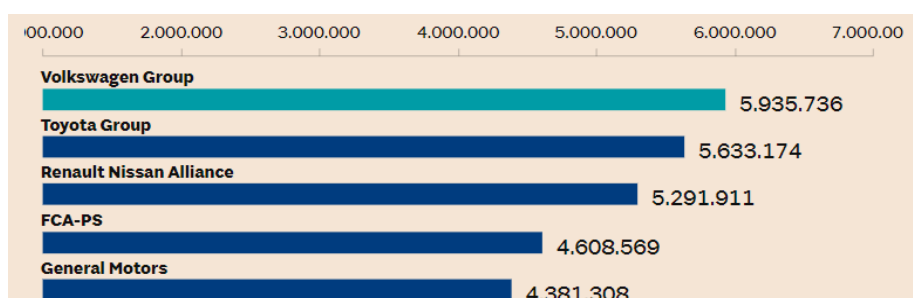 00.000 2.000.000 3.000.000 4.000.000 5.000.000 6.000.000 7.000.00
Volkswagen Group
5.935.736
Toyota Group
5.633.174
Renault Nissan Alliance
5.291.911
FCA-PS
4.608.569
General Motors
4.381.308